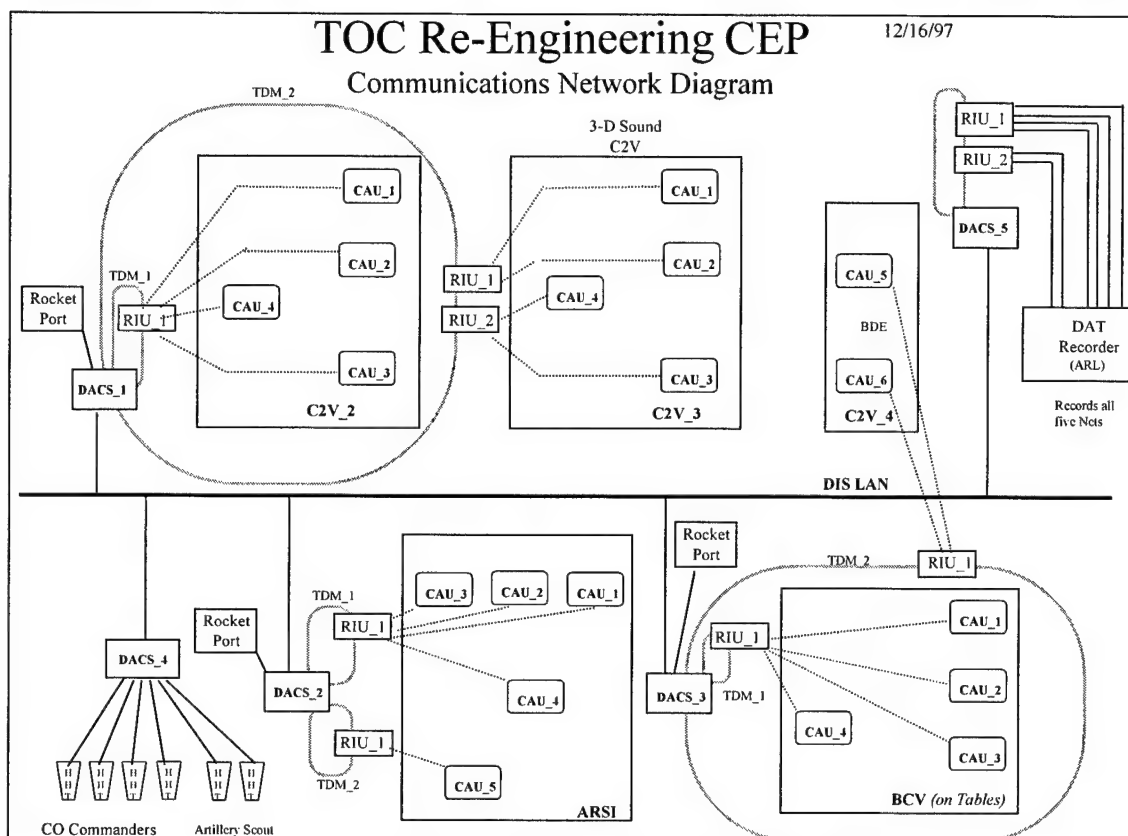 TOC Re-Engineering CEP
12/16/97
Communications Network Diagram
TDM_2
3-D Sound
C2V
RIU_1
RIU_2
DACS_5
CAU_1
CAU_2
CAU_4
CAU_3
C2V_2
TDM_1
RIU_1
Rocket
Port
DACS_1
RIU_1
RIU_2
CAU_1
CAU_2
CAU_4
CAU_3
C2V_3
CAU_5
BDE
CAU_6
C2V_4
DAT
Recorder
(ARL)
Records all
five Nets
DIS LAN
DACS_4
H
H
T
H
H
T
H
H
T
H
H
T
H
H
T
H
H
T
CO Commanders
Artillery Scout
Rocket
Port
DACS_2
TDM_1
RIU_1
RIU_1
TDM_2
CAU_3
CAU_2
CAU_1
CAU_4
CAU_5
ARSI
Rocket
Port
DACS_3
TDM_2
RIU_1
RIU_1
TDM_1
CAU_1
CAU_2
CAU_4
CAU_3
BCV (on Tables)